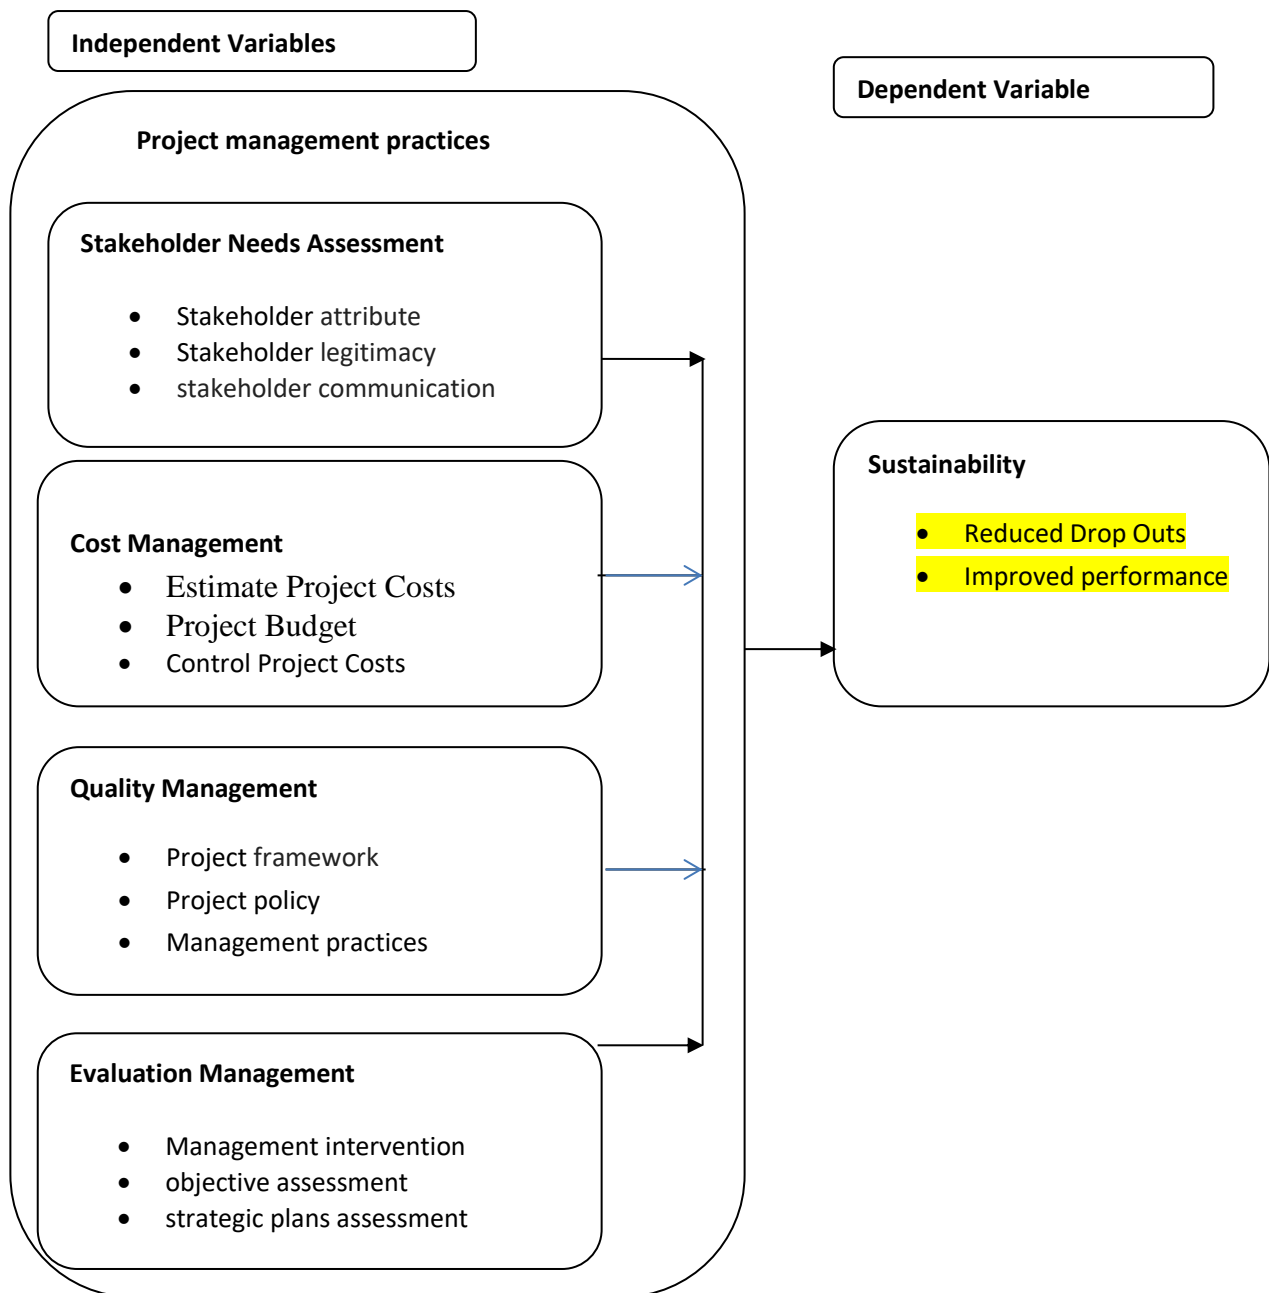 Independent Variables
Dependent Variable
Project management practices
Stakeholder Needs Assessment
• Stakeholder attribute
• Stakeholder legitimacy
• stakeholder communication
Cost Management
• Estimate Project Costs
• Project Budget
• Control Project Costs
Quality Management
• Project framework
• Project policy
• Management practices
Evaluation Management
• Management intervention
• objective assessment
• strategic plans assessment
Sustainability
• Reduced Drop Outs
• Improved performance